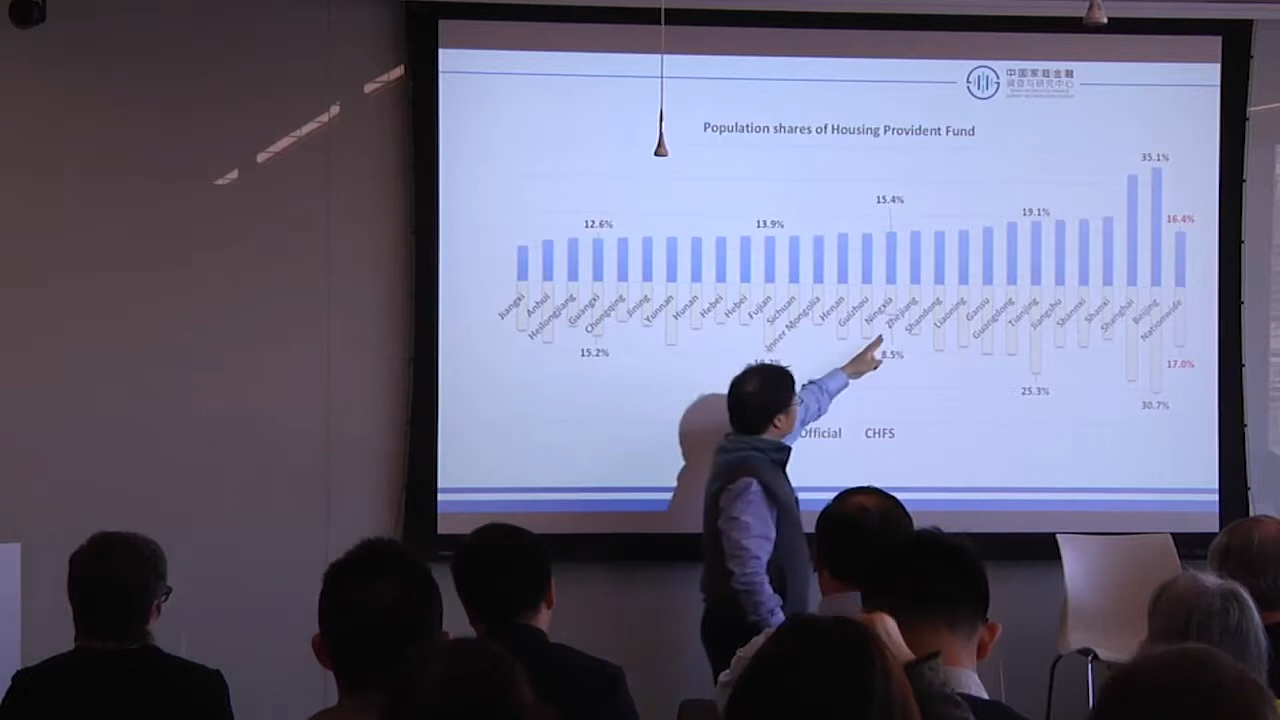 中国家庭金融
调查与研究中心
Population shares of Housing Provident Fund
35.1%
15.4%
19.1%
16.4%
12.6%
13.9%
Jiangxi
Anhui
Heilongjiang
Guangxi
Chongqing
Jining
Yunnan
Hunan
Hebei
Hebei
Fujian
Sichuan
Inner Mongolia
Henan
Guizhou
Ningxia
Zhejiang
Shandong
Liaoning
Gansu
Guangdong
Tianjing
Jiangshu
Shannxi
Shanxi
Shanghai
Beijing
Nationwide
15.2%
8.5%
17.0%
25.3%
30.7%
Official CHFS